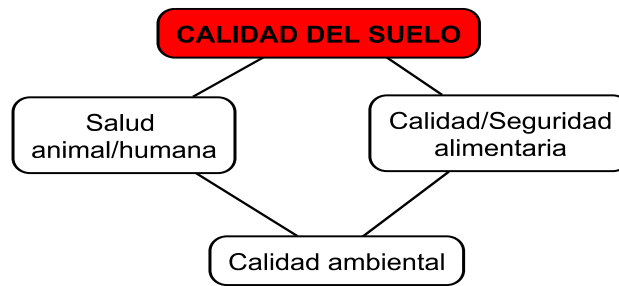 CALIDAD DEL SUELO
Salud
animal/humana
Calidad/Seguridad
alimentaria
Calidad ambiental